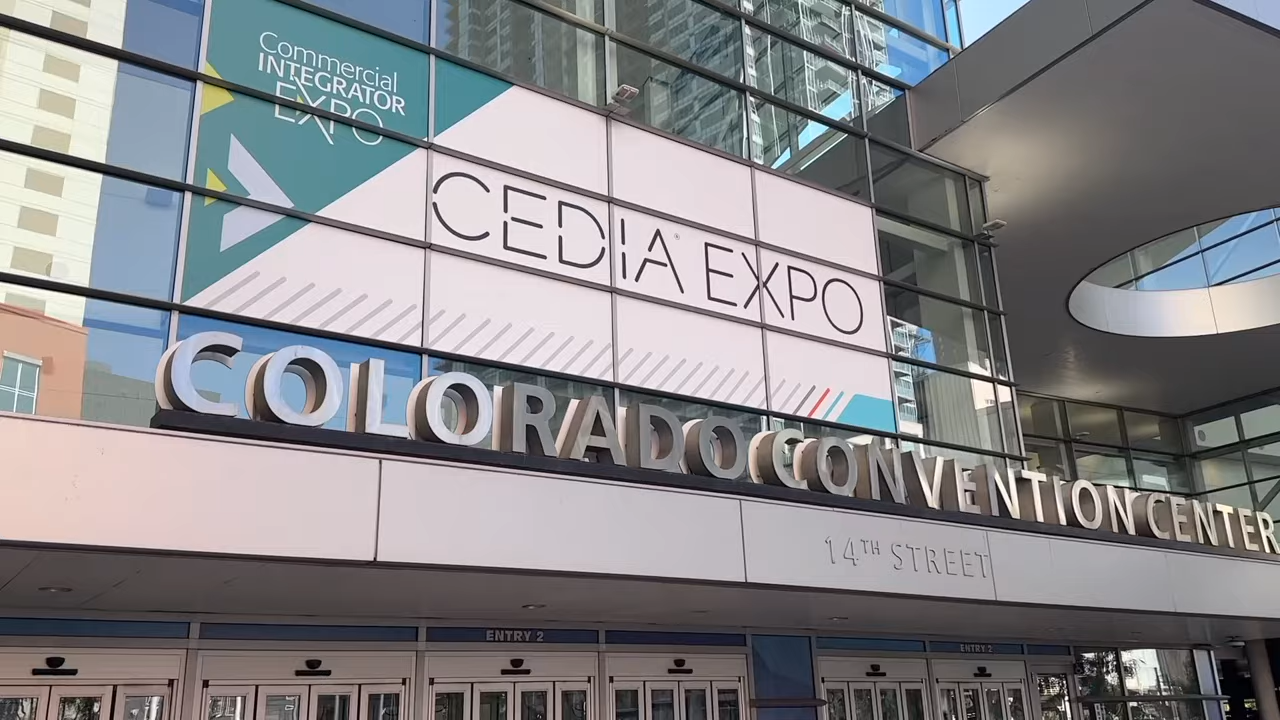 Commercial
INTEGRATOR
EXPO
CEDIA® EXPO
COLORADO CONVENTION CENTER
14TH STREET
ENTRY 2
ENTRY 2